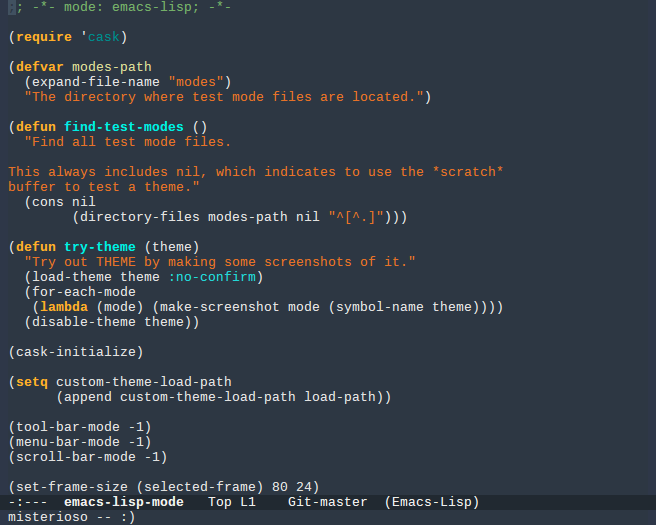 ;; -*- mode: emacs-lisp; -*-

(require 'cask)

(defvar modes-path
  (expand-file-name "modes")
  "The directory where test mode files are located.")

(defun find-test-modes ()
  "Find all test mode files.

This always includes nil, which indicates to use the *scratch*
buffer to test a theme."
  (cons nil
        (directory-files modes-path nil "^[^.]")))

(defun try-theme (theme)
  "Try out THEME by making some screenshots of it."
  (load-theme theme :no-confirm)
  (for-each-mode
   (lambda (mode) (make-screenshot mode (symbol-name theme))))
  (disable-theme theme))

(cask-initialize)

(setq custom-theme-load-path
      (append custom-theme-load-path load-path))

(tool-bar-mode -1)
(menu-bar-mode -1)
(scroll-bar-mode -1)

(set-frame-size (selected-frame) 80 24)
-:---  emacs-lisp-mode   Top L1    Git-master  (Emacs-Lisp)
misterioso -- :)